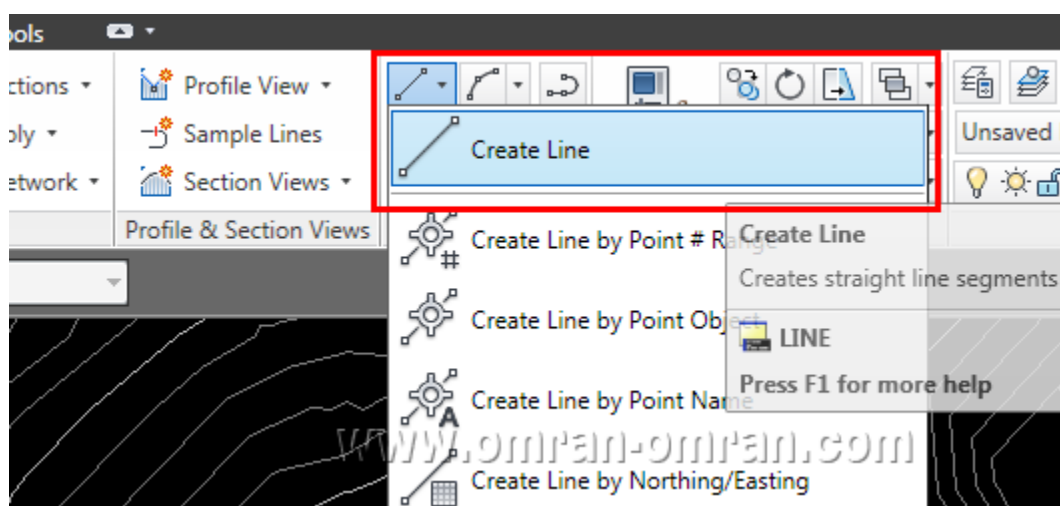 ools
ctions Profile View
bly Sample Lines Unsaved
etwork Section Views
Profile & Section Views
Create Line
Create Line by Point # Range
Create Line by Point Object
Create Line by Point Name
Create Line by Northing/Easting
Create Line
Creates straight line segments
LINE
Press F1 for more help
www.omran-omran.com